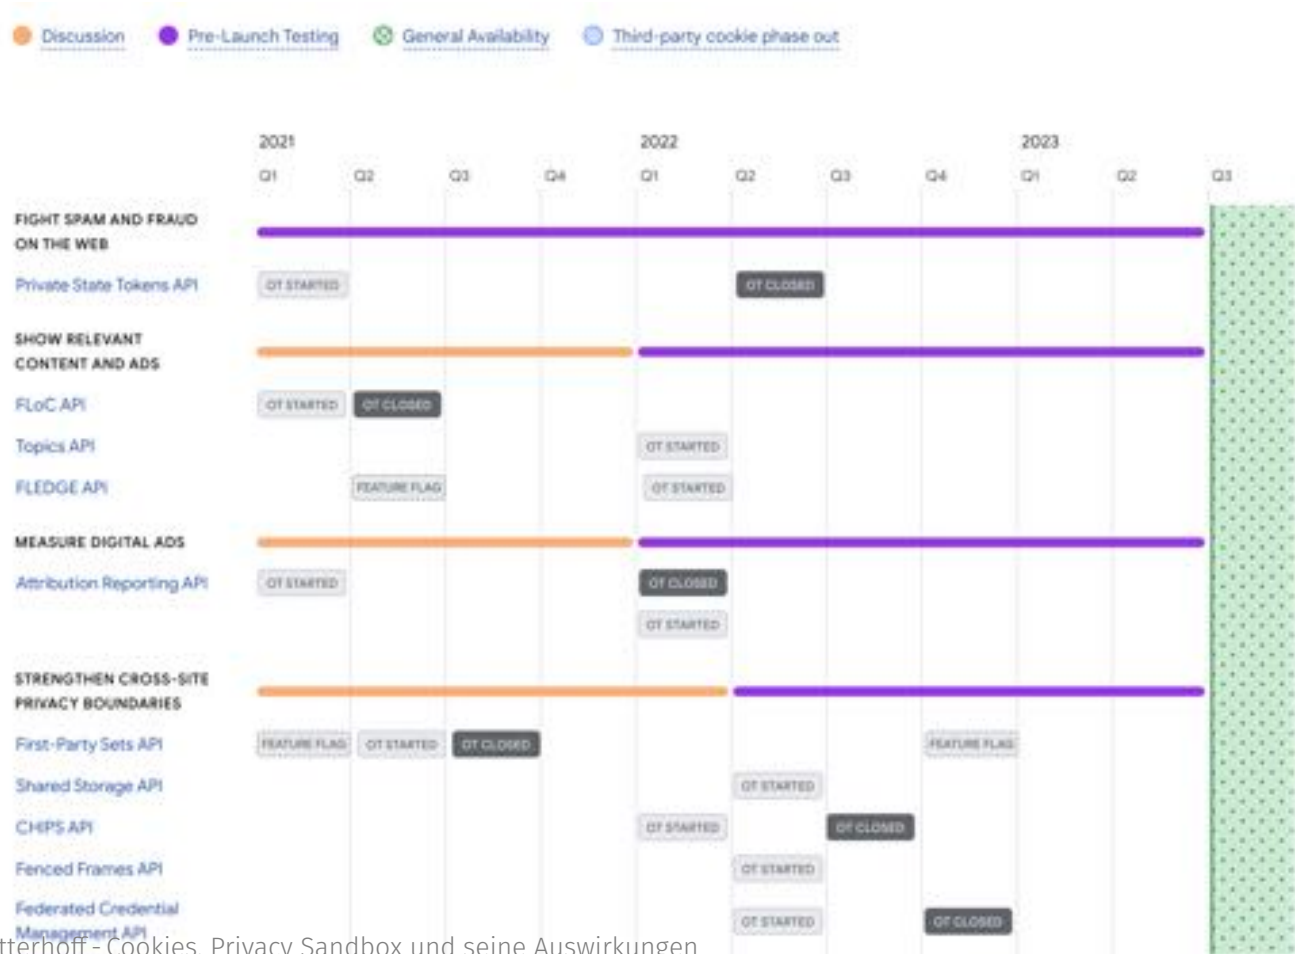 Discussion Pre-Launch Testing General Availability Third-party cookie phase out
2021 2022 2023
Q1 Q2 Q3 Q4 Q1 Q2 Q3 Q4 Q1 Q2 Q3
FIGHT SPAM AND FRAUD
ON THE WEB
Private State Tokens API OT STARTED OT CLOSED
SHOW RELEVANT
CONTENT AND ADS
FLoC API OT STARTED OT CLOSED
Topics API OT STARTED
FLEDGE API FEATURE FLAG OT STARTED
MEASURE DIGITAL ADS
Attribution Reporting API OT STARTED OT CLOSED
OT STARTED
STRENGTHEN CROSS-SITE
PRIVACY BOUNDARIES
First-Party Sets API FEATURE FLAG OT STARTED OT CLOSED FEATURE FLAG
Shared Storage API OT STARTED
CHIPS API OT STARTED OT CLOSED
Fenced Frames API OT STARTED
Federated Credential
Management API OT STARTED OT CLOSED
tterhoff - Cookies, Privacy Sandbox und seine Auswirkungen